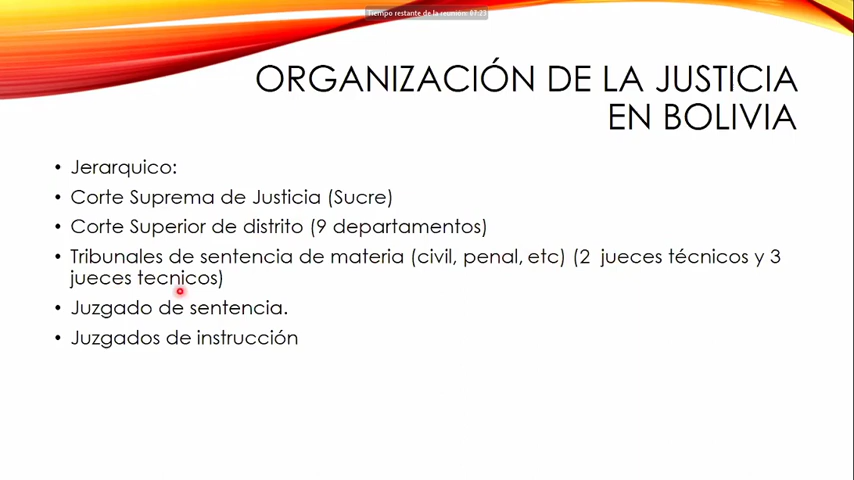 Tiempo restante de la reunión: 07:23
ORGANIZACIÓN DE LA JUSTICIA
EN BOLIVIA
• Jerarquico:
• Corte Suprema de Justicia (Sucre)
• Corte Superior de distrito (9 departamentos)
• Tribunales de sentencia de materia (civil, penal, etc) (2 jueces técnicos y 3
jueces tecnicos)
• Juzgado de sentencia.
• Juzgados de instrucción